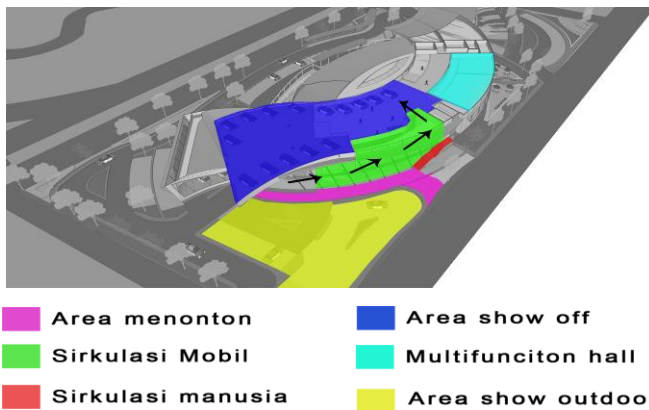 Area menonton
Area show off
Sirkulasi Mobil
Multifunciton hall
Sirkulasi manusia
Area show outdoo